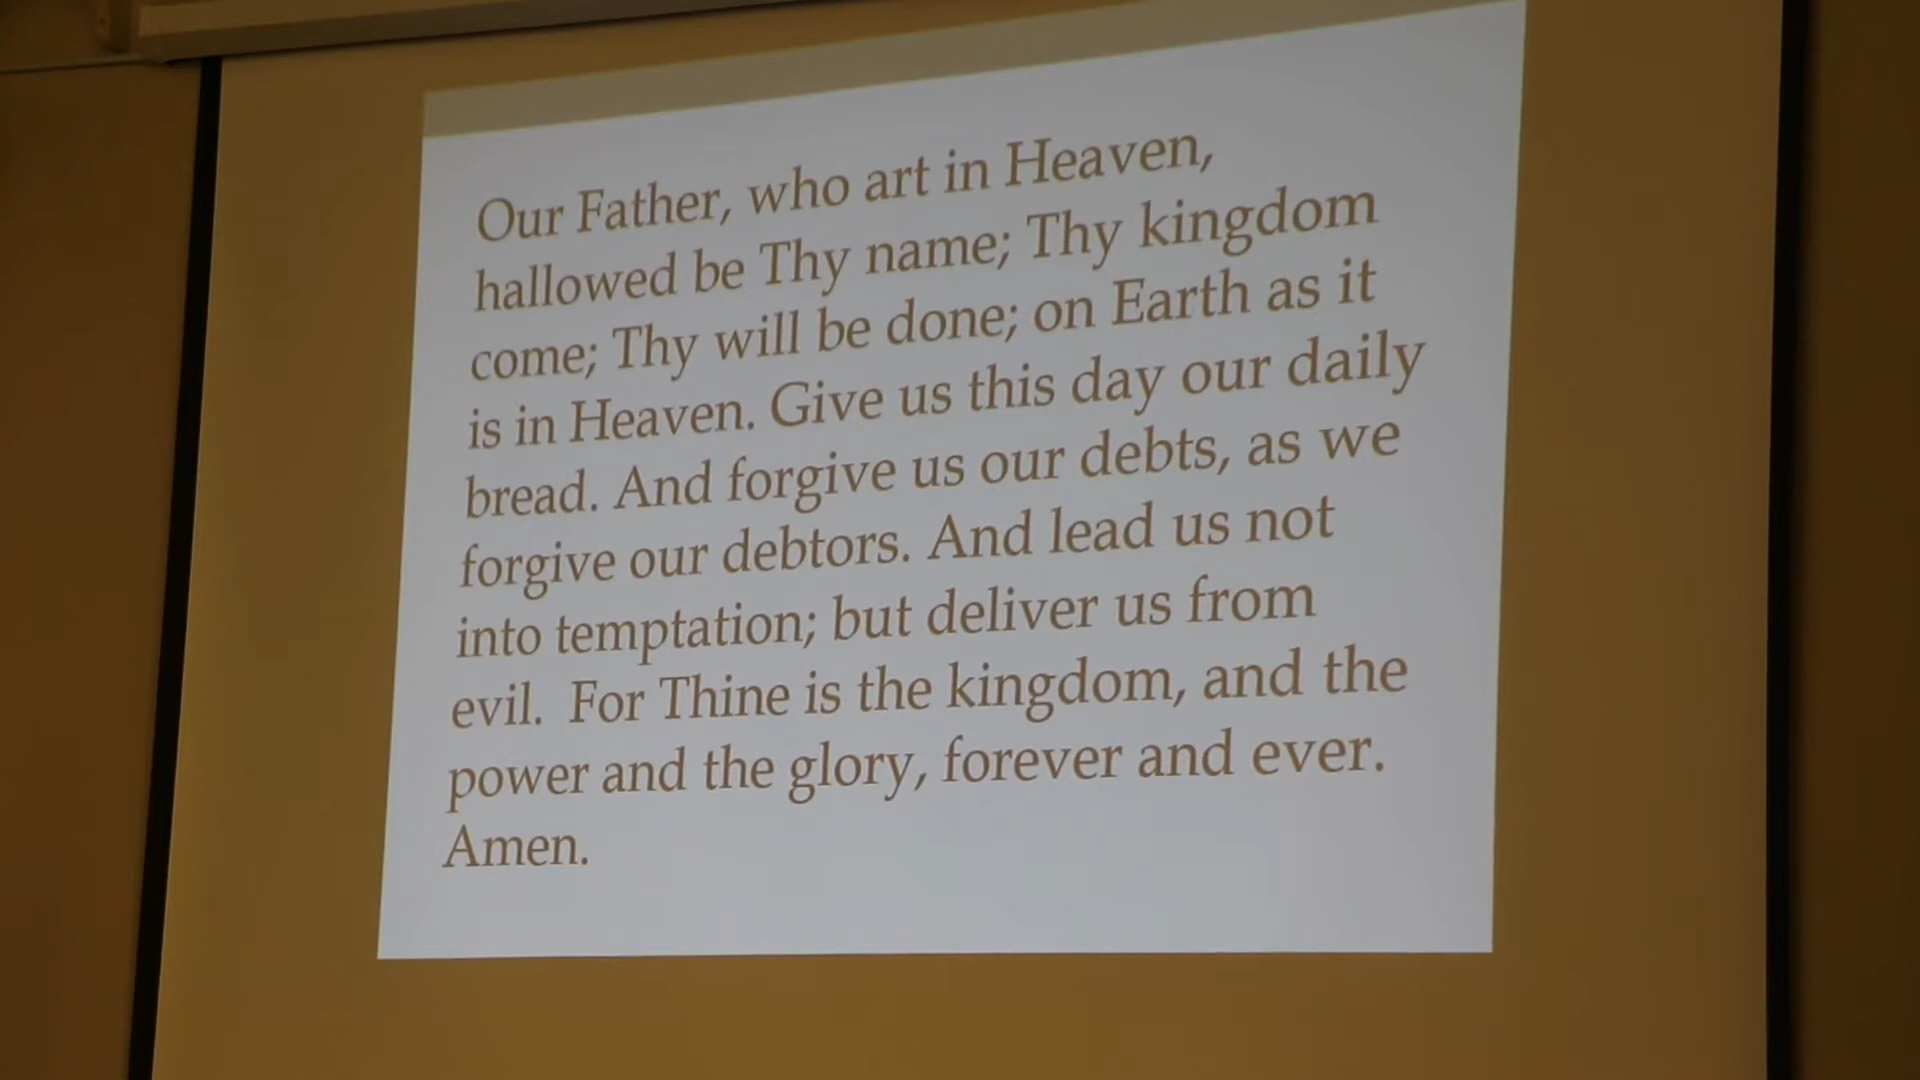 Our Father, who art in Heaven,
hallowed be Thy name; Thy kingdom
come; Thy will be done; on Earth as it
is in Heaven. Give us this day our daily
bread. And forgive us our debts, as we
forgive our debtors. And lead us not
into temptation; but deliver us from
evil.  For Thine is the kingdom, and the
power and the glory, forever and ever.
Amen.